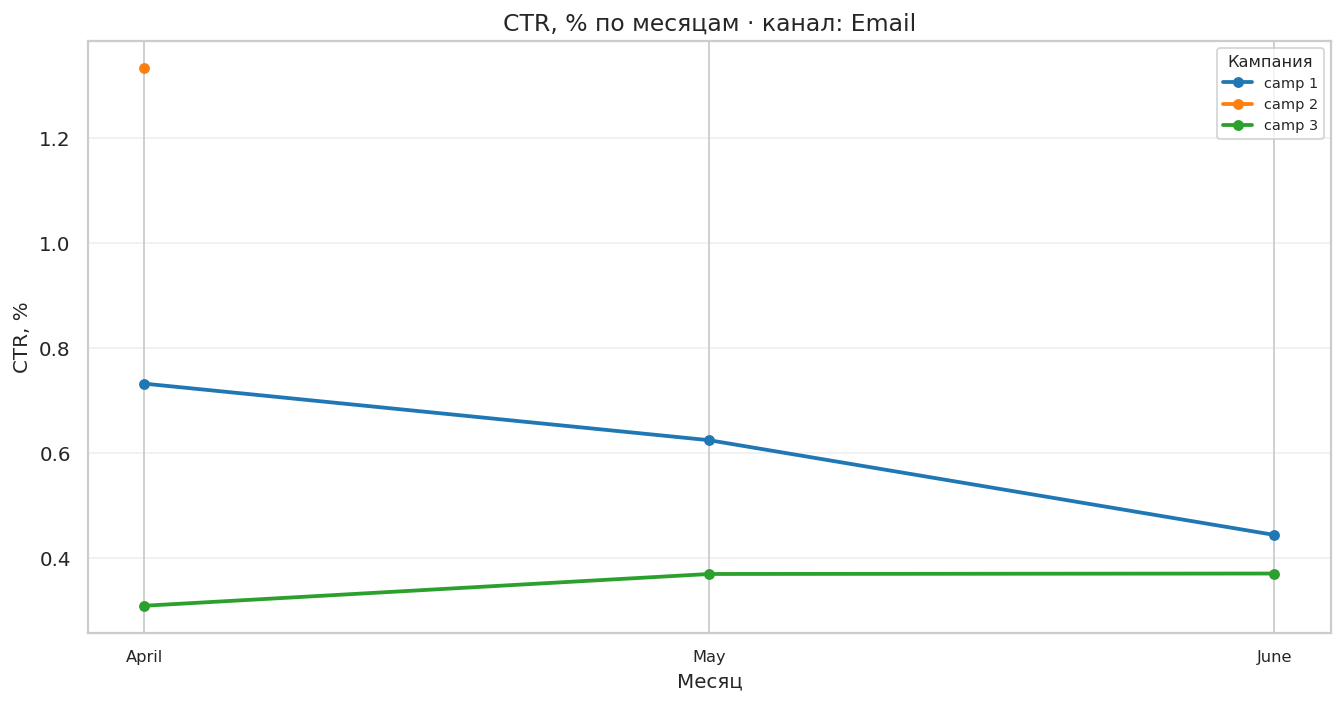 CTR, % по месяцам · канал: Email
Кампания
camp 1
camp 2
camp 3
CTR, %
1.2
1.0
0.8
0.6
0.4
April
May
June
Месяц